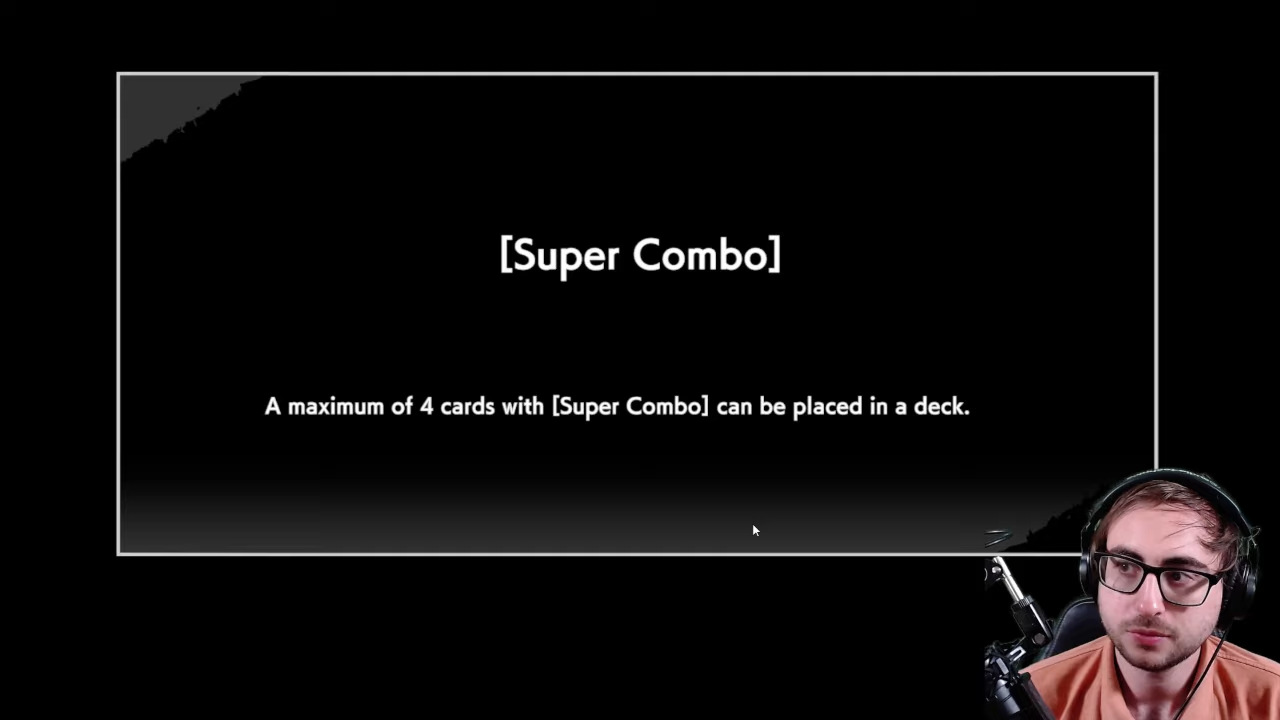 [Super Combo]
A maximum of 4 cards with [Super Combo] can be placed in a deck.